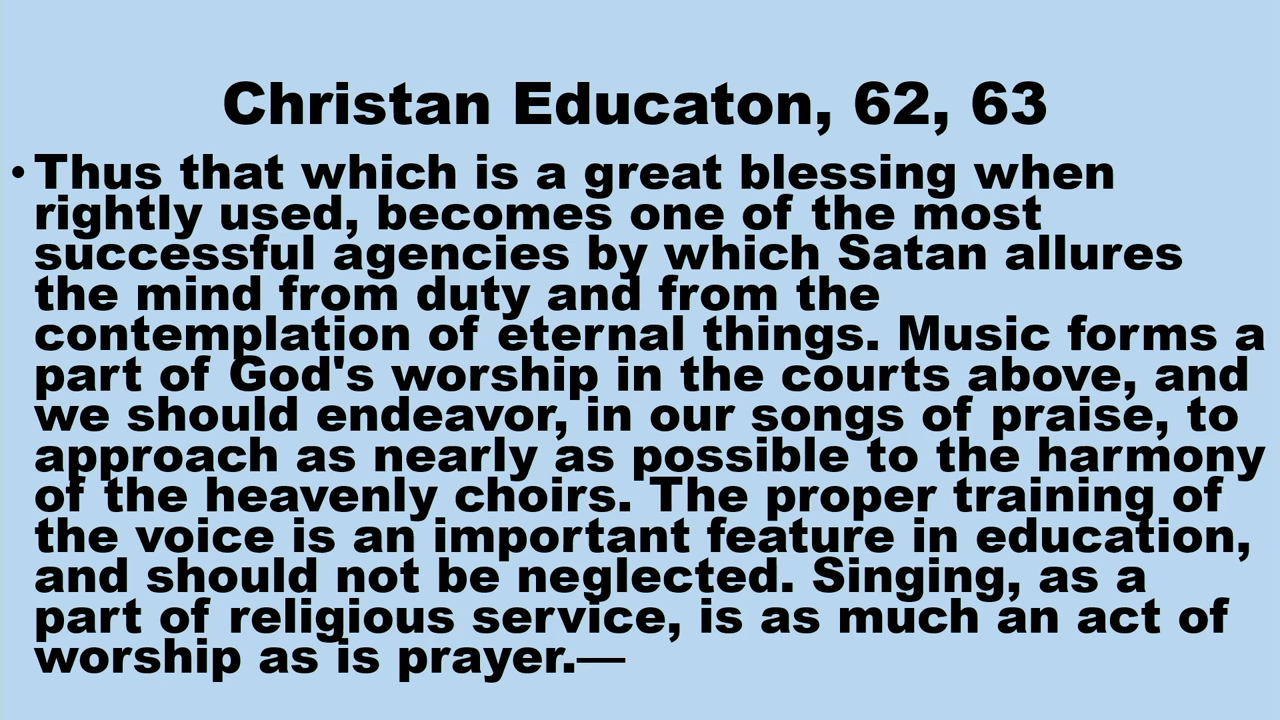 Christan Educaton, 62, 63
•Thus that which is a great blessing when
rightly used, becomes one of the most
successful agencies by which Satan allures
the mind from duty and from the
contemplation of eternal things. Music forms a
part of God's worship in the courts above, and
we should endeavor, in our songs of praise, to
approach as nearly as possible to the harmony
of the heavenly choirs. The proper training of
the voice is an important feature in education,
and should not be neglected. Singing, as a
part of religious service, is as much an act of
worship as is prayer.—